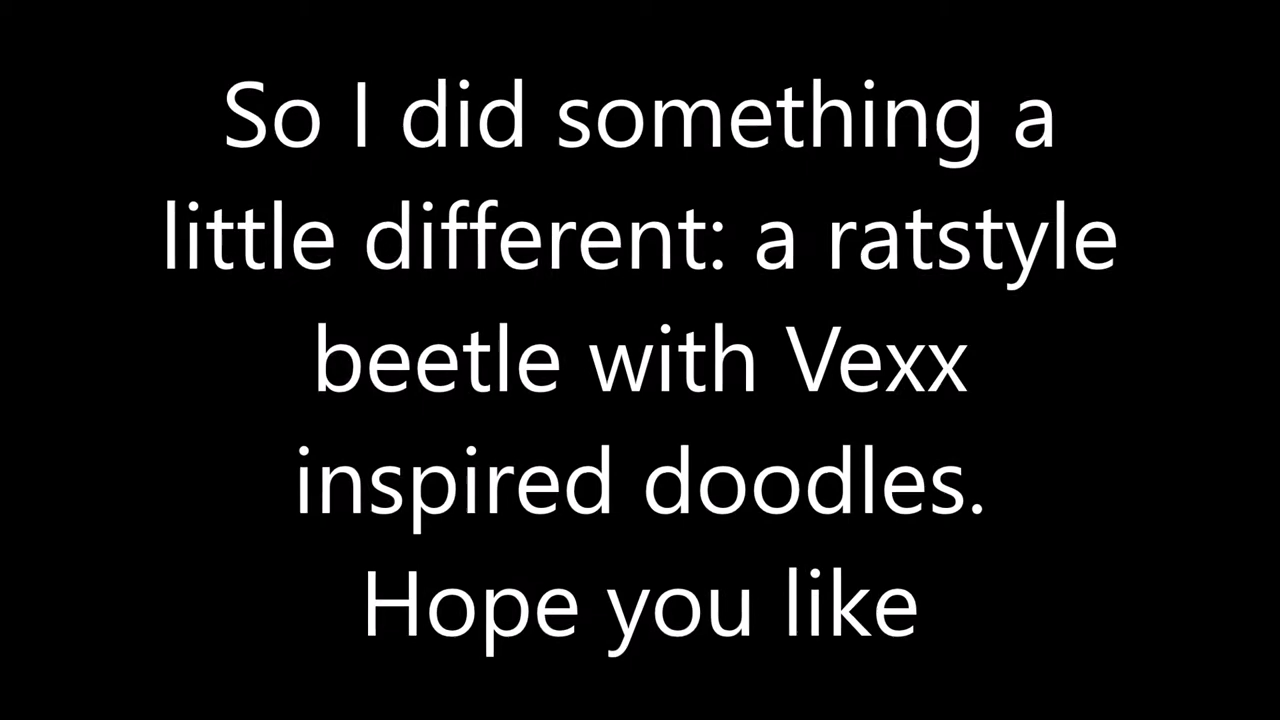 So I did something a
little different: a ratstyle
beetle with Vexx
inspired doodles.
Hope you like